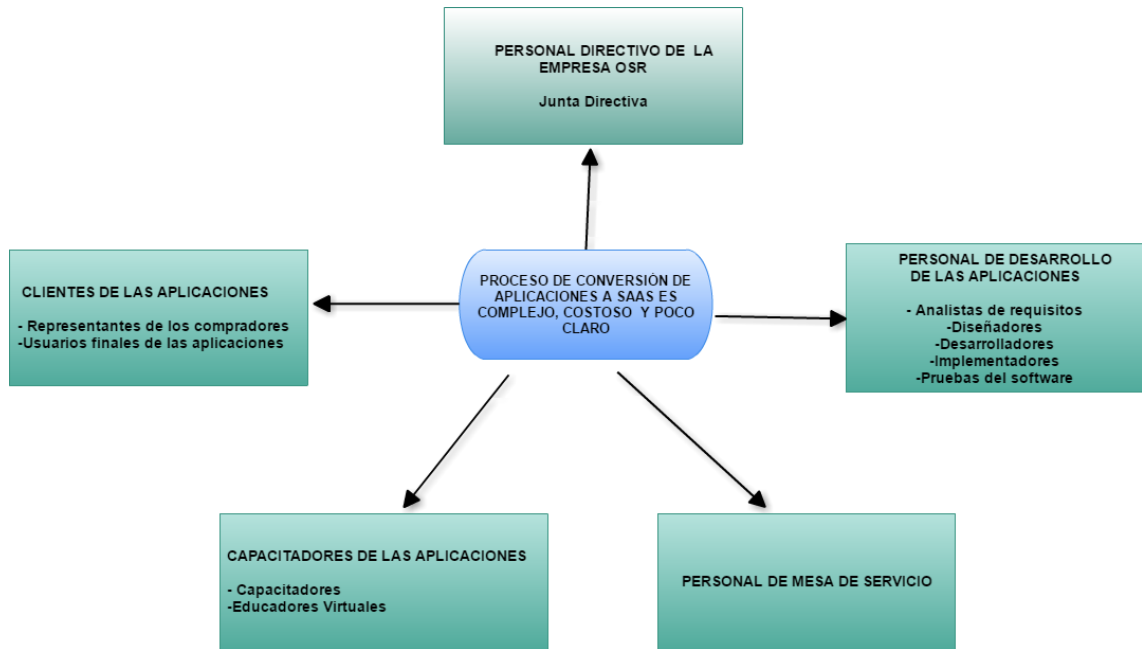 PERSONAL DIRECTIVO DE LA
EMPRESA OSR
Junta Directiva
CLIENTES DE LAS APLICACIONES
- Representantes de los compradores
-Usuarios finales de las aplicaciones
PROCESO DE CONVERSIÓN DE
APLICACIONES A SAAS ES
COMPLEJO, COSTOSO Y POCO
CLARO
PERSONAL DE DESARROLLO
DE LAS APLICACIONES
- Analistas de requisitos
-Diseñadores
-Desarrolladores
-Implementadores
-Pruebas del software
CAPACITADORES DE LAS APLICACIONES
- Capacitadores
-Educadores Virtuales
PERSONAL DE MESA DE SERVICIO